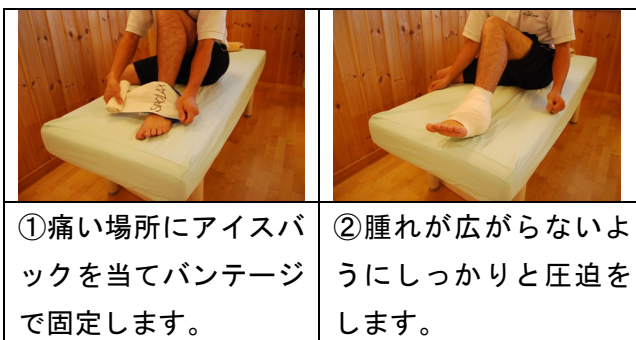 SPOLAX
①痛い場所にアイスバ
ックを当てバンテージ
で固定します。
②腫れが広がらないよ
うにしっかりと圧迫を
します。